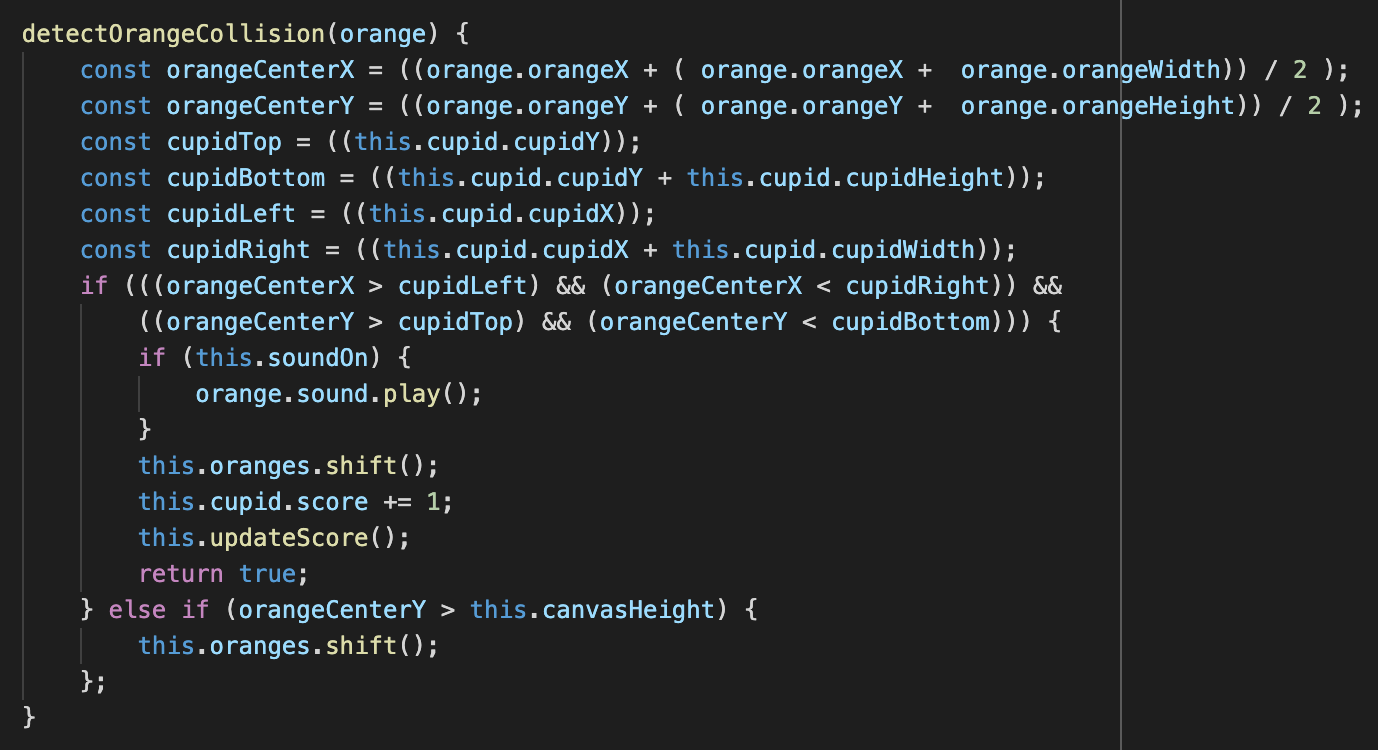 detectOrangeCollision(orange) {
    const orangeCenterX = ((orange.orangeX + ( orange.orangeX +  orange.orangeWidth)) / 2 );
    const orangeCenterY = ((orange.orangeY + ( orange.orangeY +  orange.orangeHeight)) / 2 );
    const cupidTop = ((this.cupid.cupidY));
    const cupidBottom = ((this.cupid.cupidY + this.cupid.cupidHeight));
    const cupidLeft = ((this.cupid.cupidX));
    const cupidRight = ((this.cupid.cupidX + this.cupid.cupidWidth));
    if (((orangeCenterX > cupidLeft) && (orangeCenterX < cupidRight)) &&
        ((orangeCenterY > cupidTop) && (orangeCenterY < cupidBottom))) {
        if (this.soundOn) {
            orange.sound.play();
        }
        this.oranges.shift();
        this.cupid.score += 1;
        this.updateScore();
        return true;
    } else if (orangeCenterY > this.canvasHeight) {
        this.oranges.shift();
    };
}